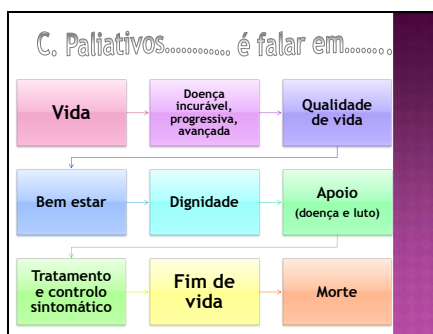 C. Paliativos............ é falar em........
Vida
Doença
incurável,
progressiva,
avançada
Qualidade
de vida
Bem estar
Dignidade
Apoio
(doença e luto)
Tratamento
e controlo
sintomático
Fim de
vida
Morte